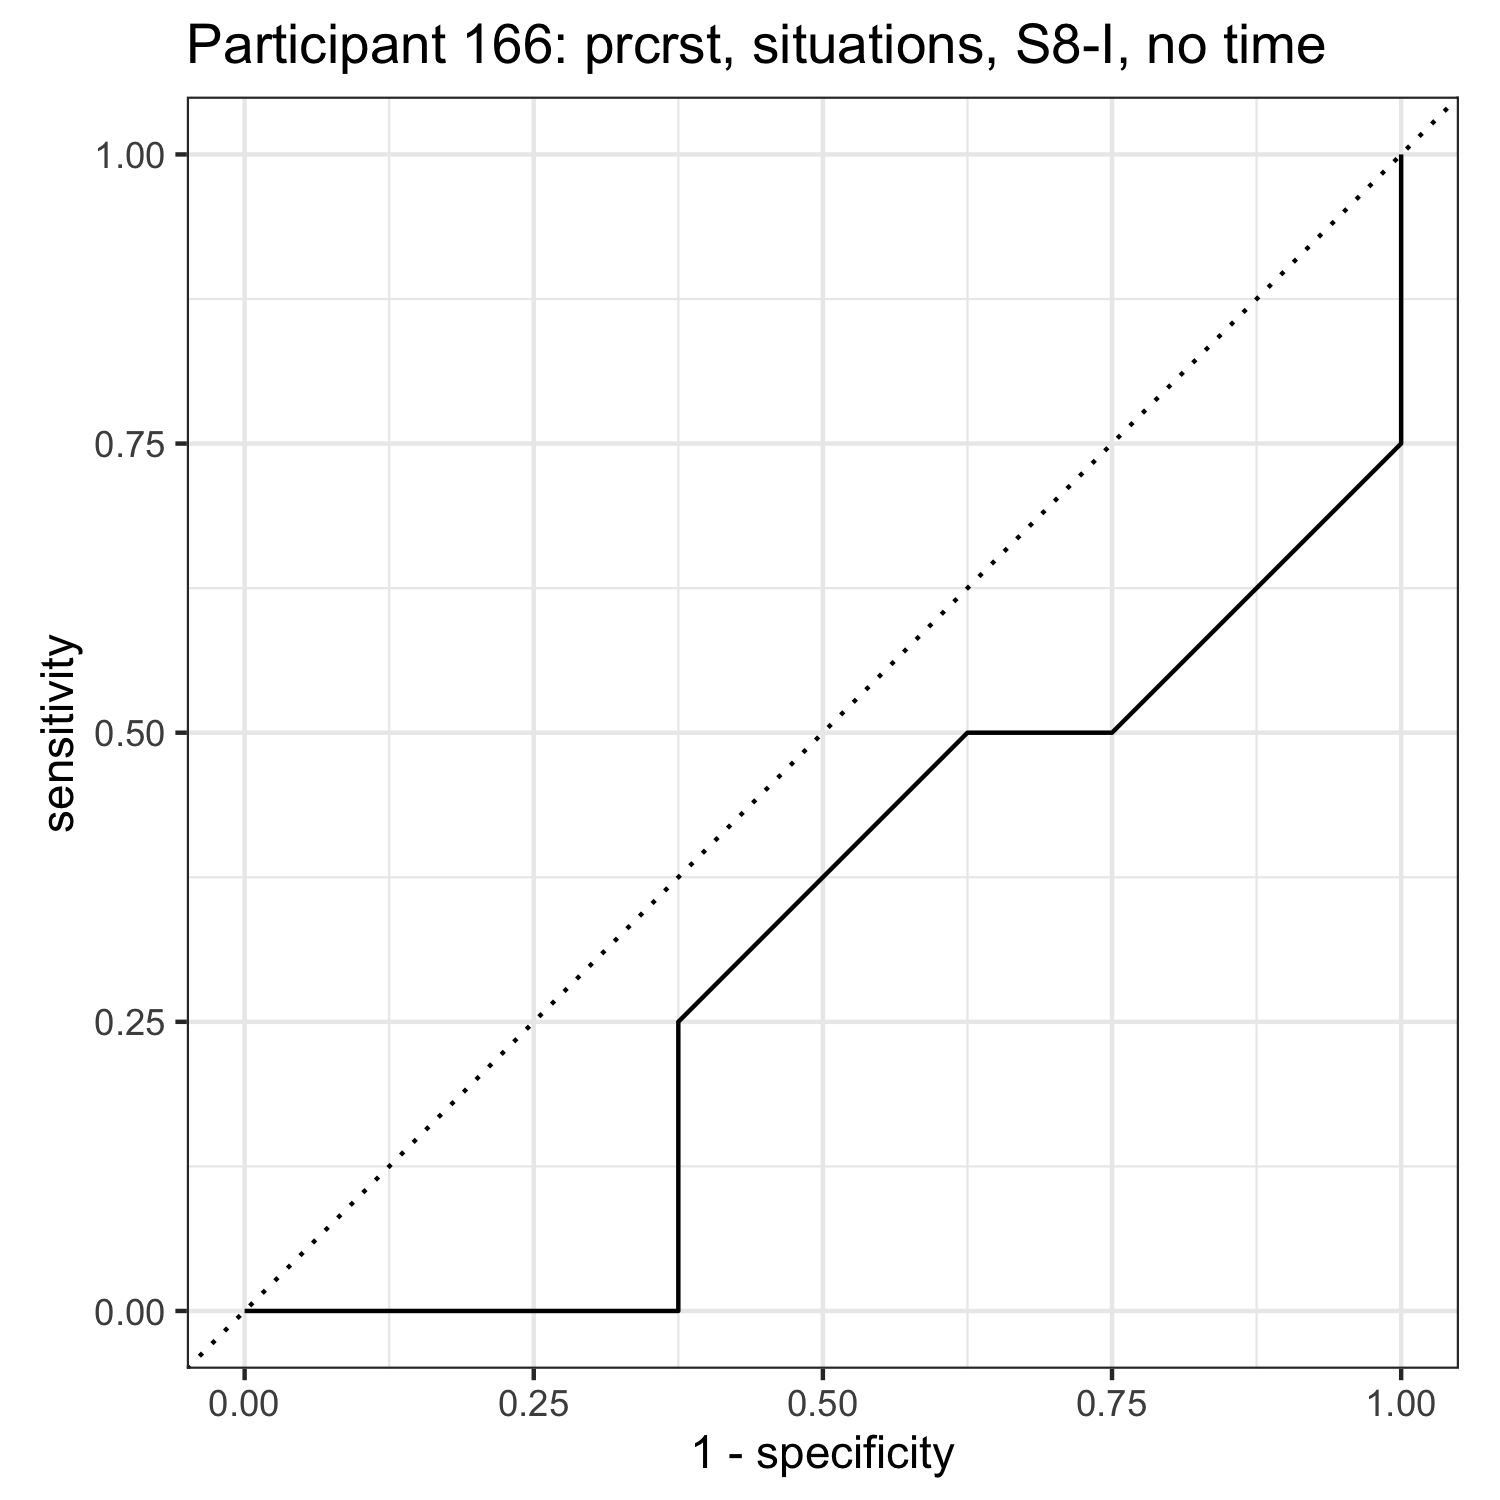 Participant 166: prcrst, situations, S8-I, no time
1.00
0.75
0.50
0.25
0.00
sensitivity
0.00 0.25 0.50 0.75 1.00
1 - specificity